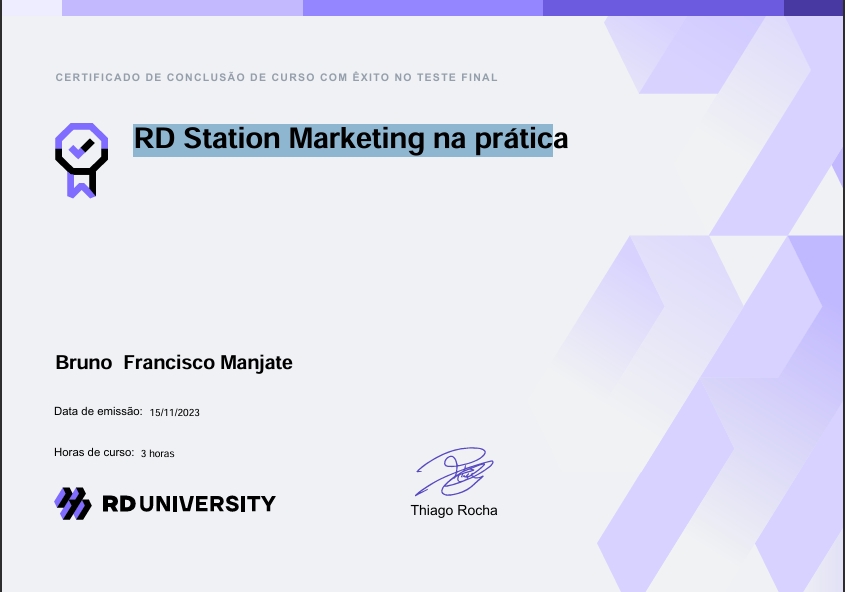 CERTIFICADO DE CONCLUSÃO DE CURSO COM ÊXITO NO TESTE FINAL
RD Station Marketing na prática
Bruno Francisco Manjate
Data de emissão: 15/11/2023
Horas de curso: 3 horas
RD UNIVERSITY
Thiago Rocha